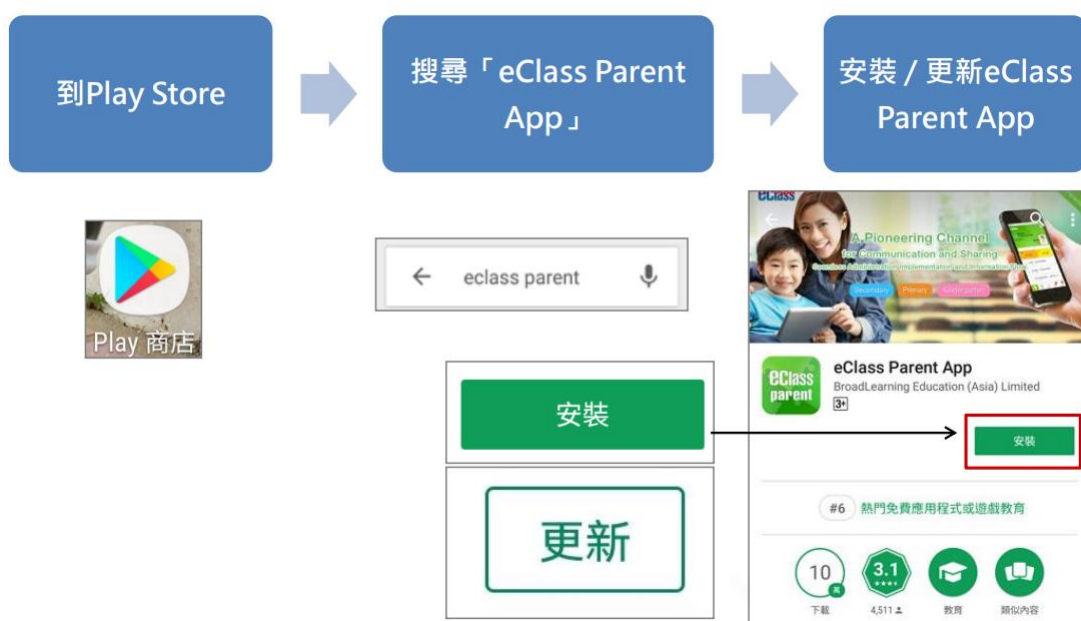 到Play Store
搜尋「eClass Parent
App」
安裝 / 更新eClass
Parent App
Play 商店
eclass parent
安裝
更新
eClass
A Pioneering Channel
for Communication and Sharing
Secondary
Primary
Kindergarten
eClass
parent
eClass Parent App
BroadLearning Education (Asia) Limited
3+
安裝
#6 熱門免費應用程式或遊戲教育
10
萬
3.1
下載
4,511
教育
類似內容